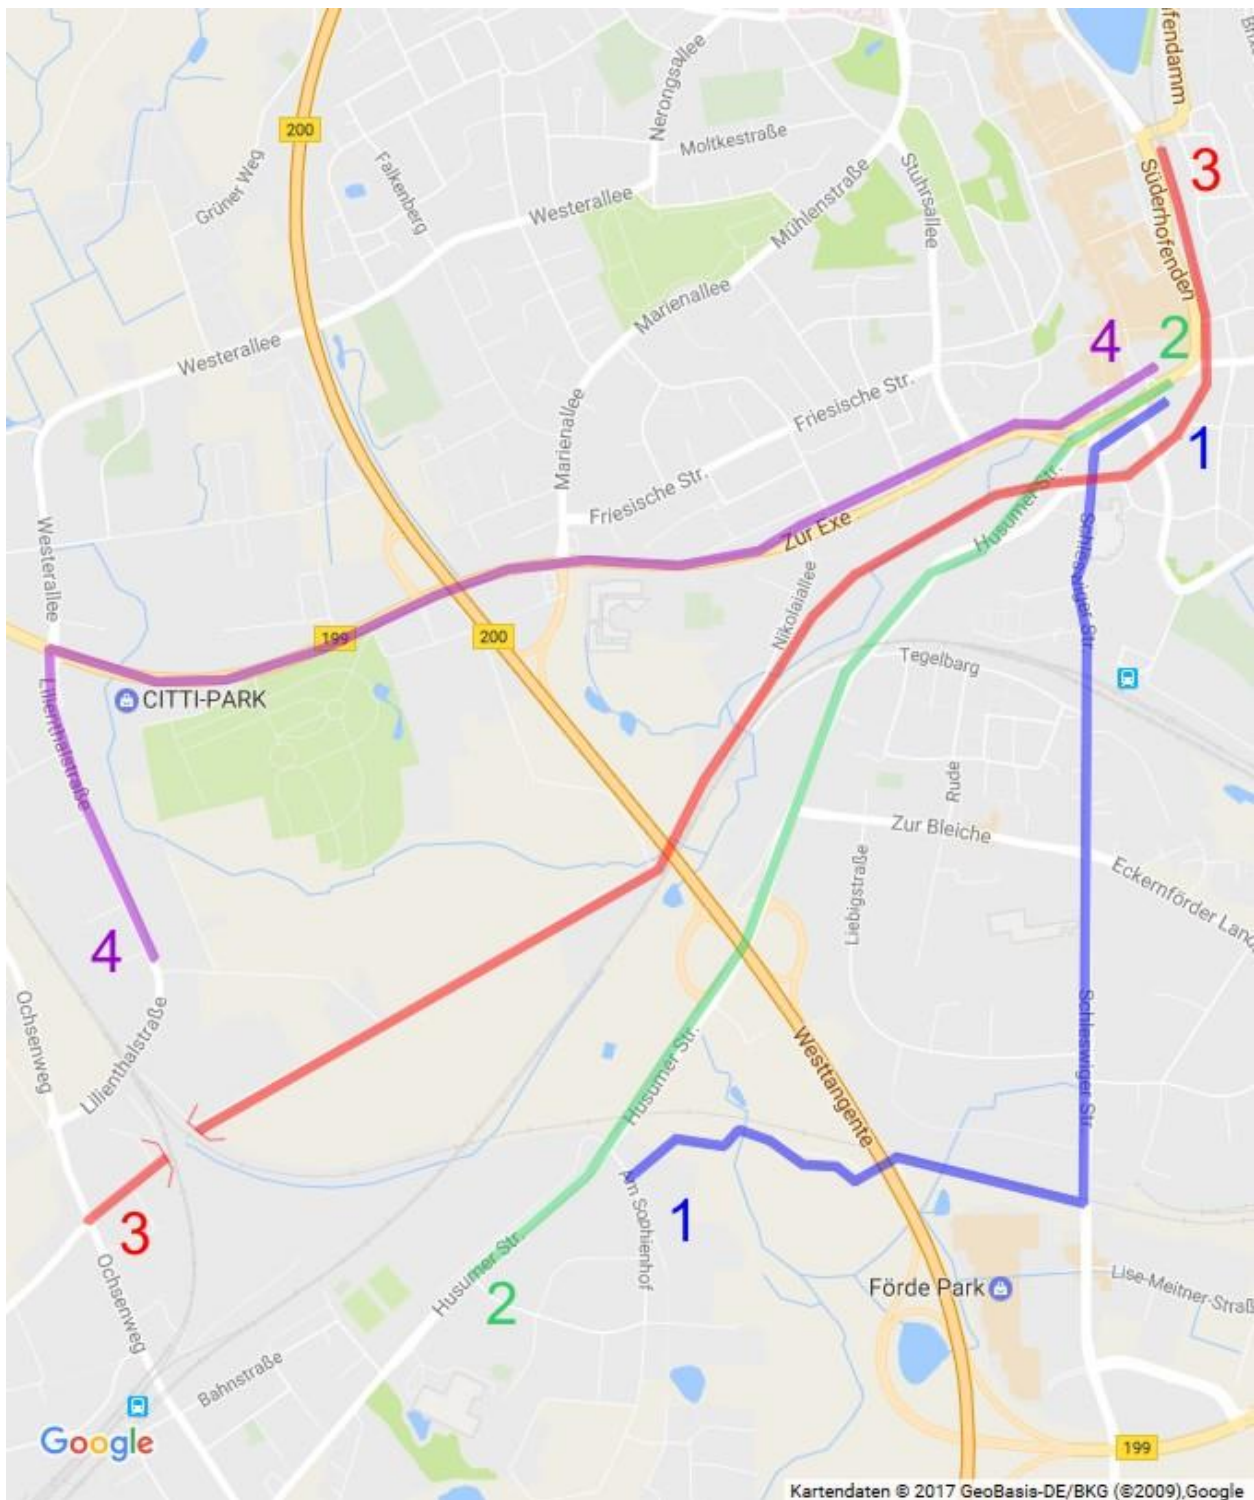 fendamm
200
Moltkestraße
Nerongsallee
Grüner Weg
Falkenberg
Stuhrsallee
3
Süderhofenden
Westerallee
Mühlenstraße
Marienallee
Westerallee
4
2
Friesische Str.
1
Marienallee
Friesische Str.
Husumer Str.
Zur Exe
Schleswiger Str.
Westerallee
Nikolaiallee
199
200
Tegelbarg
CITTI-PARK
Lilienthalstraße
Rude
Zur Bleiche
Liebigstraße
Eckernförder Land
4
Ochsenweg
Lilienthalstraße
Husumer Str.
Westtangente
Schleswiger Str.
3
Am Sophienhof
1
Husumer Str.
2
Ochsenweg
Förde Park
Lise-Meitner-Straß
Bahnstraße
Google
199
Kartendaten © 2017 GeoBasis-DE/BKG (©2009),Google